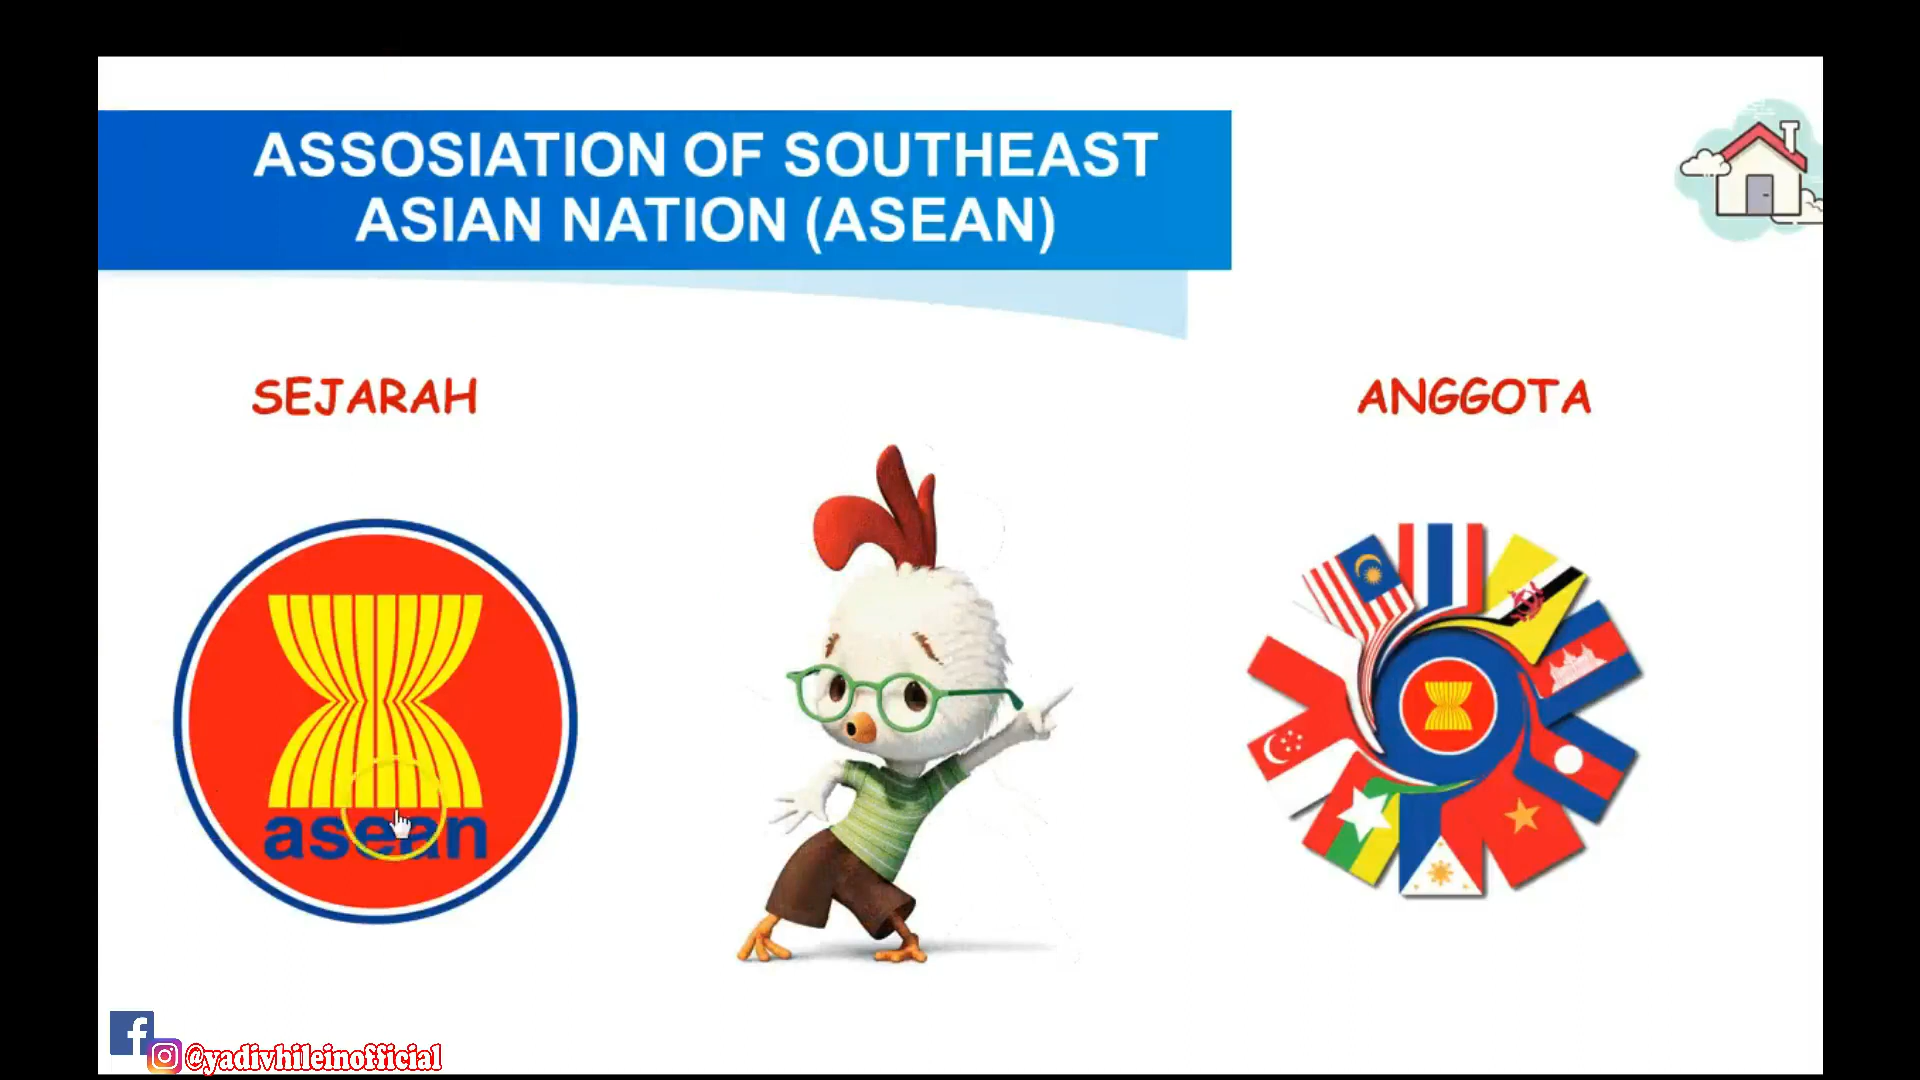 ASSOSIATION OF SOUTHEAST
ASIAN NATION (ASEAN)
SEJARAH
ANGGOTA
asean
@yadivhileinofficial